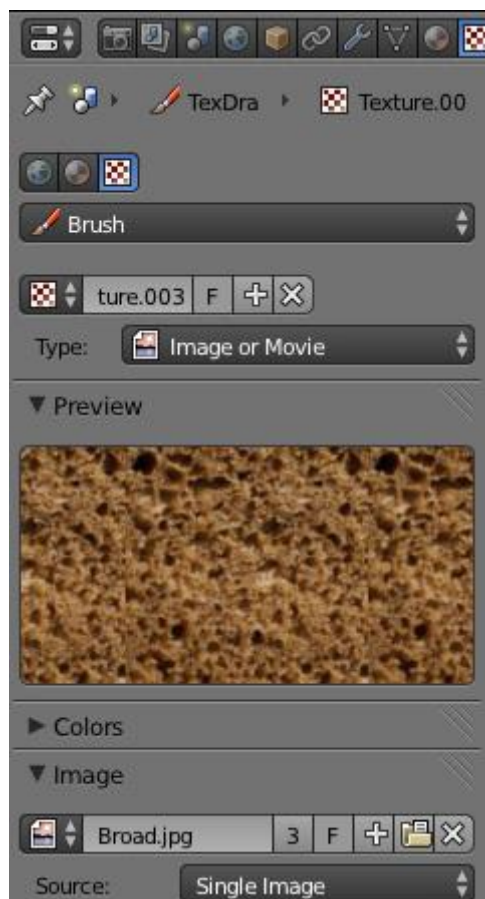 TexDra Texture.00
Brush
ture.003 F
Type: Image or Movie
Preview
Colors
Image
Broad.jpg 3 F
Source: Single Image